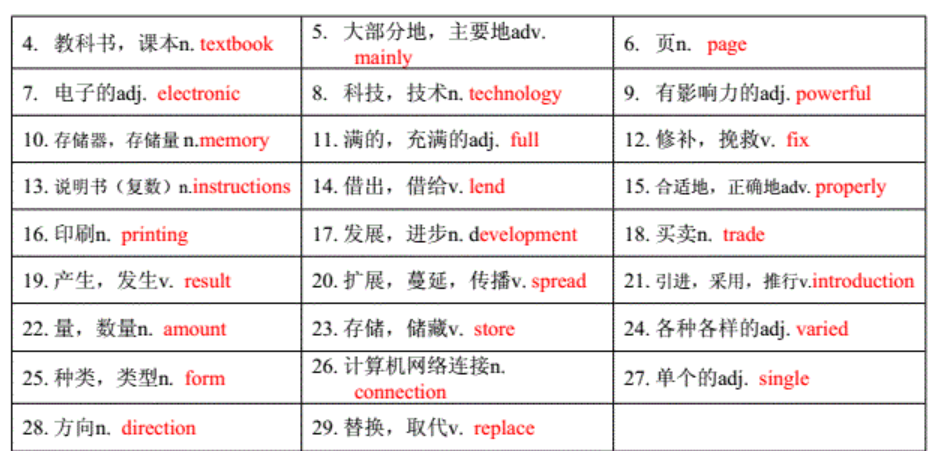 4. 教科书，课本n. textbook
5. 大部分地，主要地adv.
mainly
6. 页n. page
7. 电子的adj. electronic
8. 科技，技术n. technology
9. 有影响力的adj. powerful
10. 存储器，存储量 n.memory
11. 满的，充满的adj. full
12. 修补，挽救v. fix
13. 说明书（复数）n.instructions
14. 借出，借给v. lend
15. 合适地，正确地adv. properly
16. 印刷n. printing
17. 发展，进步n. development
18. 买卖n. trade
19. 产生，发生v. result
20. 扩展，蔓延，传播v. spread
21. 引进，采用，推行v.introduction
22. 量，数量n. amount
23. 存储，储藏v. store
24. 各种各样的adj. varied
25. 种类，类型n. form
26. 计算机网络连接n.
connection
27. 单个的adj. single
28. 方向n. direction
29. 替换，取代v. replace